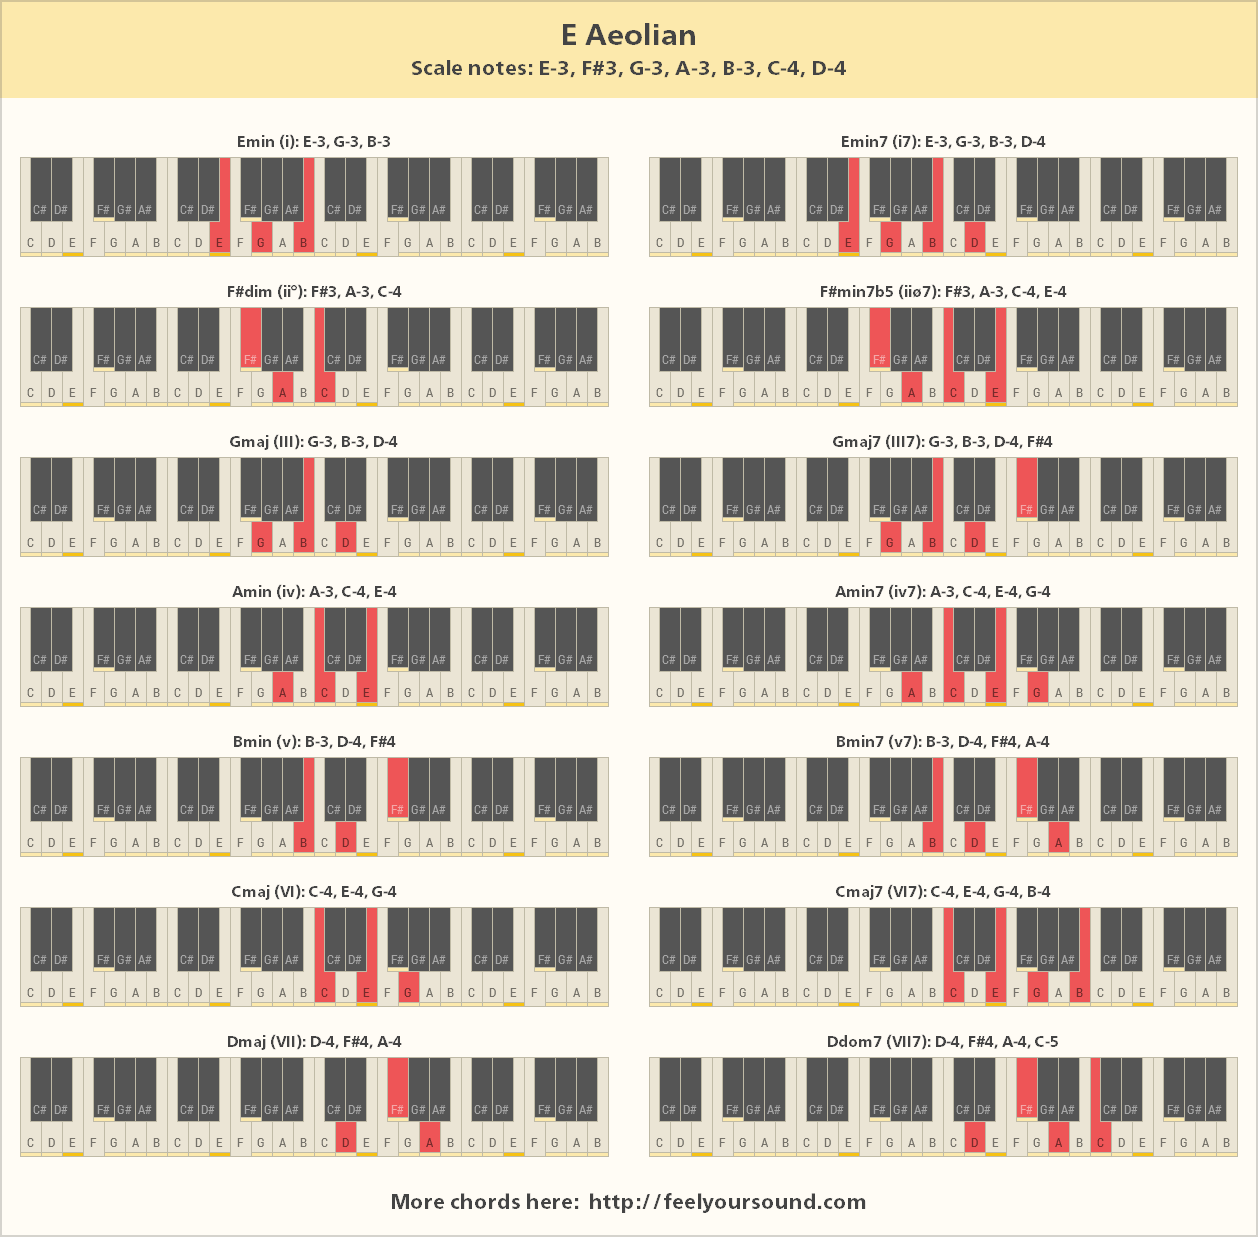 E Aeolian
Scale notes: E-3, F#3, G-3, A-3, B-3, C-4, D-4
Emin (i): E-3, G-3, B-3
C# D# F# G# A# C# D# F# G# A# C# D# F# G# A# C# D# F# G# A#
C D E F G A B C D E F G A B C D E F G A B C D E F G A B
Emin7 (i7): E-3, G-3, B-3, D-4
C# D# F# G# A# C# D# F# G# A# C# D# F# G# A# C# D# F# G# A#
C D E F G A B C D E F G A B C D E F G A B C D E F G A B
F#dim (ii°): F#3, A-3, C-4
C# D# F# G# A# C# D# F# G# A# C# D# F# G# A# C# D# F# G# A#
C D E F G A B C D E F G A B C D E F G A B C D E F G A B
F#min7b5 (iiø7): F#3, A-3, C-4, E-4
C# D# F# G# A# C# D# F# G# A# C# D# F# G# A# C# D# F# G# A#
C D E F G A B C D E F G A B C D E F G A B C D E F G A B
Gmaj (III): G-3, B-3, D-4
C# D# F# G# A# C# D# F# G# A# C# D# F# G# A# C# D# F# G# A#
C D E F G A B C D E F G A B C D E F G A B C D E F G A B
Gmaj7 (III7): G-3, B-3, D-4, F#4
C# D# F# G# A# C# D# F# G# A# C# D# F# G# A# C# D# F# G# A#
C D E F G A B C D E F G A B C D E F G A B C D E F G A B
Amin (iv): A-3, C-4, E-4
C# D# F# G# A# C# D# F# G# A# C# D# F# G# A# C# D# F# G# A#
C D E F G A B C D E F G A B C D E F G A B C D E F G A B
Amin7 (iv7): A-3, C-4, E-4, G-4
C# D# F# G# A# C# D# F# G# A# C# D# F# G# A# C# D# F# G# A#
C D E F G A B C D E F G A B C D E F G A B C D E F G A B
Bmin (v): B-3, D-4, F#4
C# D# F# G# A# C# D# F# G# A# C# D# F# G# A# C# D# F# G# A#
C D E F G A B C D E F G A B C D E F G A B C D E F G A B
Bmin7 (v7): B-3, D-4, F#4, A-4
C# D# F# G# A# C# D# F# G# A# C# D# F# G# A# C# D# F# G# A#
C D E F G A B C D E F G A B C D E F G A B C D E F G A B
Cmaj (VI): C-4, E-4, G-4
C# D# F# G# A# C# D# F# G# A# C# D# F# G# A# C# D# F# G# A#
C D E F G A B C D E F G A B C D E F G A B C D E F G A B
Cmaj7 (VI7): C-4, E-4, G-4, B-4
C# D# F# G# A# C# D# F# G# A# C# D# F# G# A# C# D# F# G# A#
C D E F G A B C D E F G A B C D E F G A B C D E F G A B
Dmaj (VII): D-4, F#4, A-4
C# D# F# G# A# C# D# F# G# A# C# D# F# G# A# C# D# F# G# A#
C D E F G A B C D E F G A B C D E F G A B C D E F G A B
Ddom7 (VII7): D-4, F#4, A-4, C-5
C# D# F# G# A# C# D# F# G# A# C# D# F# G# A# C# D# F# G# A#
C D E F G A B C D E F G A B C D E F G A B C D E F G A B
More chords here: http://feelyoursound.com